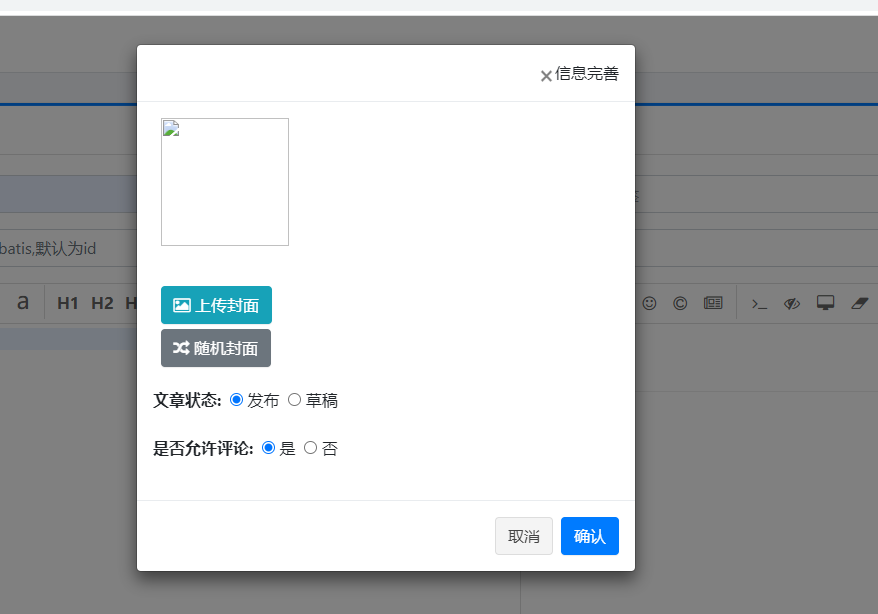 ×信息完善
batis,默认为id
a H1 H2 H
上传封面
随机封面
文章状态: 发布 草稿
是否允许评论: 是 否
取消 确认